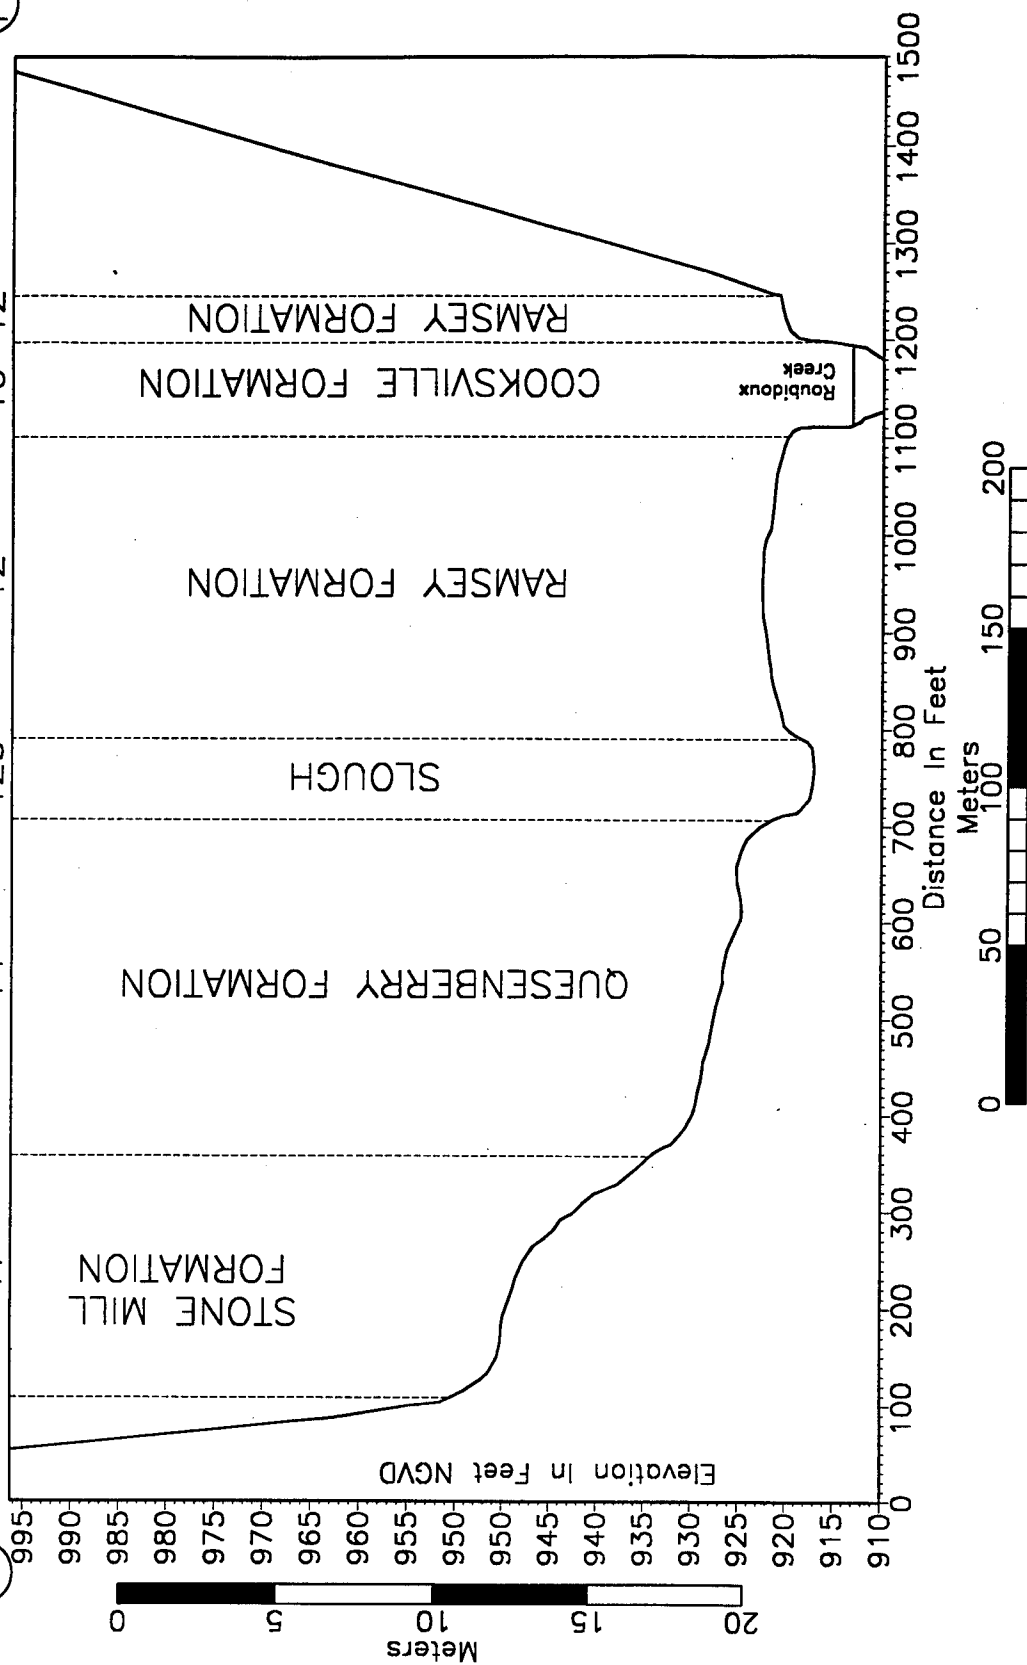 STONE MILL
FORMATION
QUESENBERRY FORMATION
SLOUGH
RAMSEY FORMATION
COOKSVILLE FORMATION
RAMSEY FORMATION
Roubidoux
Creek
Elevation In Feet NGVD
995
990
985
980
975
970
965
960
955
950
945
940
935
930
925
920
915
910
0 100 200 300 400 500 600 700 800 900 1000 1100 1200 1300 1400 1500
Distance In Feet
Meters
0 50 100 150 200
Meters
0 5 10 15 20